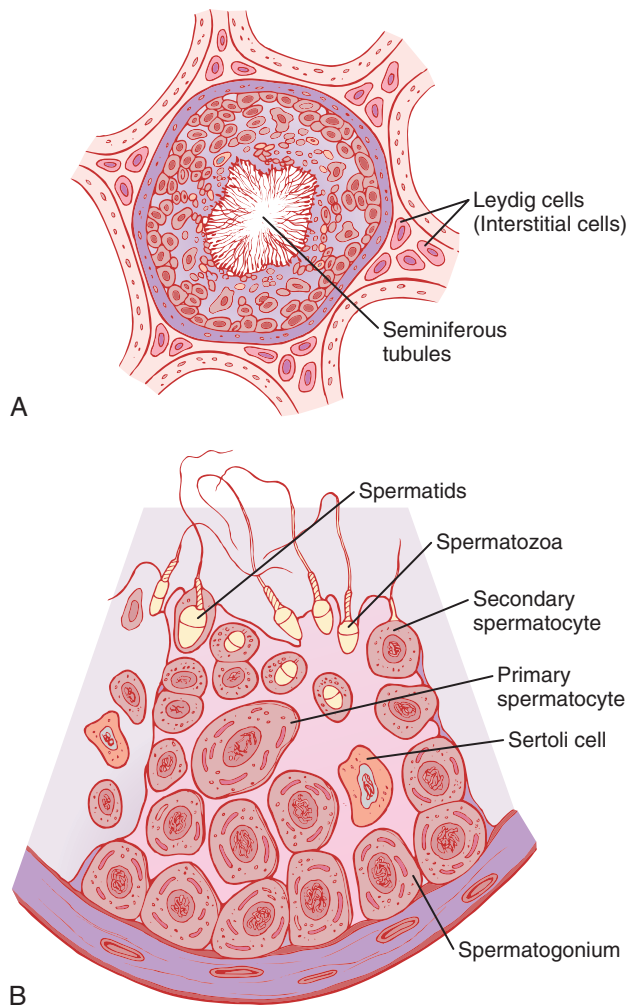 Leydig cells
(Interstitial cells)
Seminiferous
tubules
A
Spermatids
Spermatozoa
Secondary
spermatocyte
Primary
spermatocyte
Sertoli cell
Spermatogonium
B